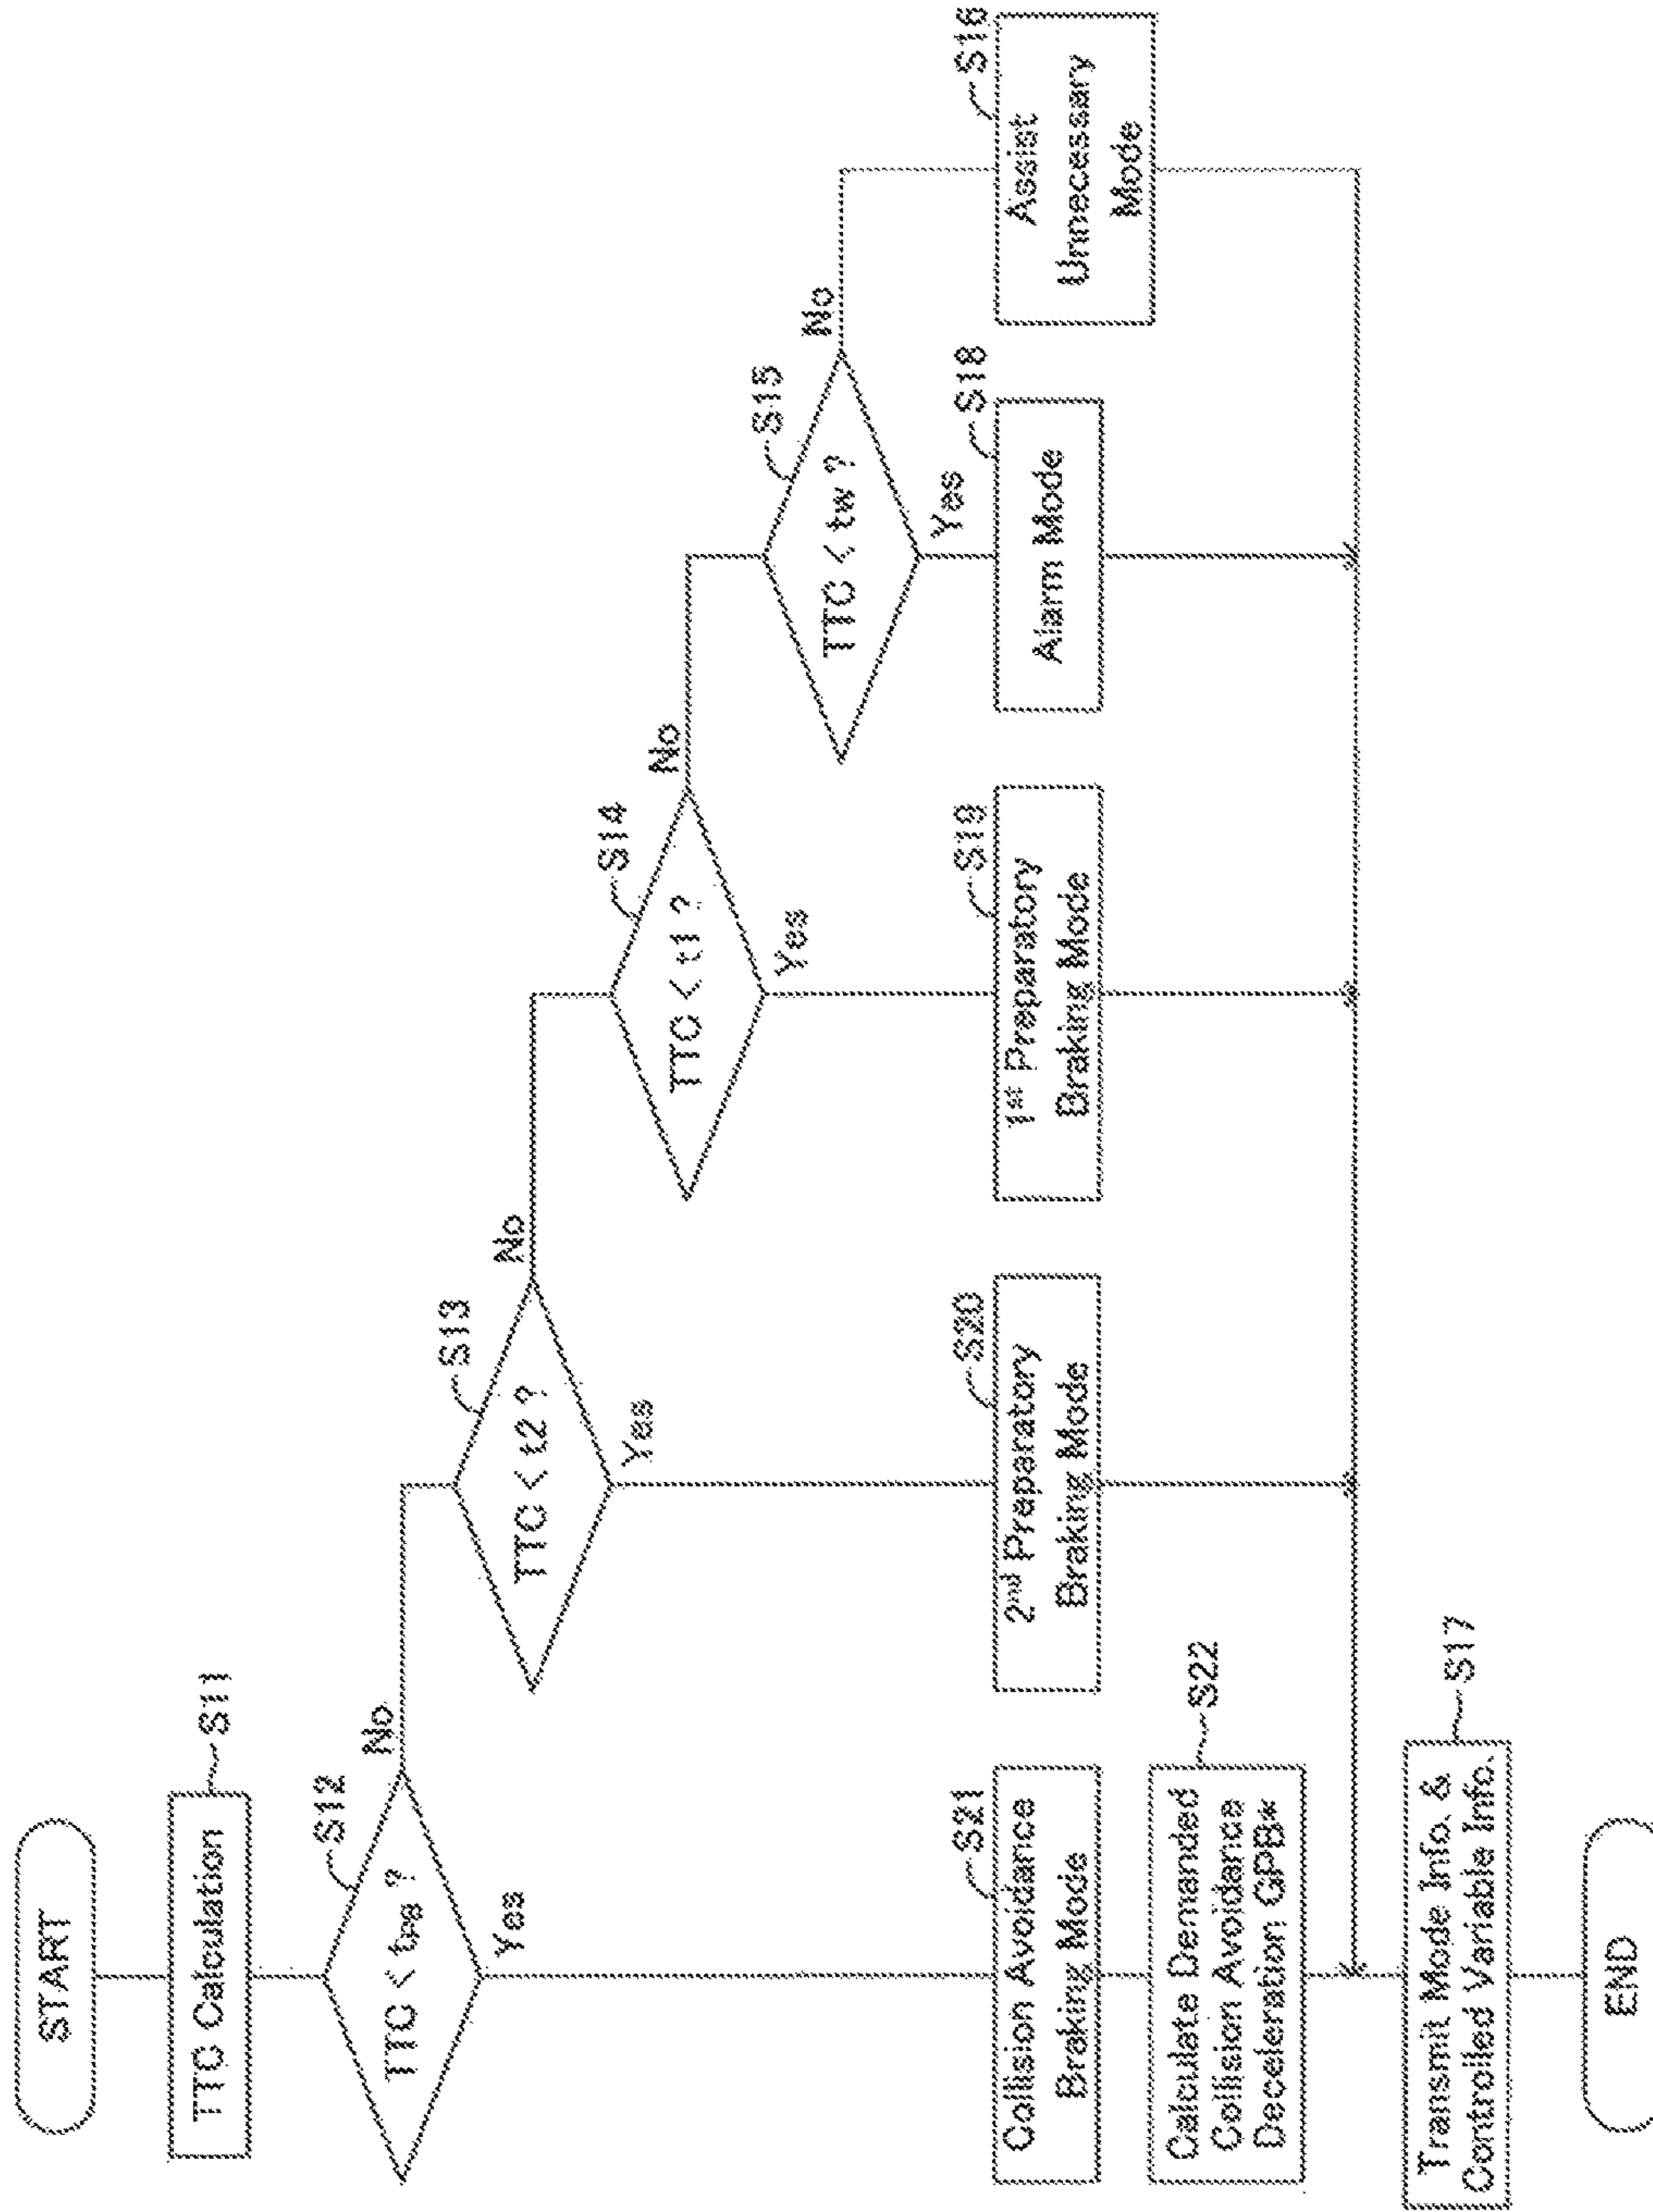 START
TTC Calculation
S11
TTC < tPB ?
S12
No
Yes
TTC < t2 ?
S13
No
Yes
TTC < t1 ?
S14
No
Yes
TTC < tw ?
S15
No
Yes
Collision Avoidance
Braking Mode
S21
2nd Preparatory
Braking Mode
S20
1st Preparatory
Braking Mode
S19
Alarm Mode
S18
Assist
Unnecessary
Mode
S16
Calculate Demanded
Collision Avoidance
Deceleration GPB*
S22
Transmit Mode Info. &
Controlled Variable Info.
S17
END